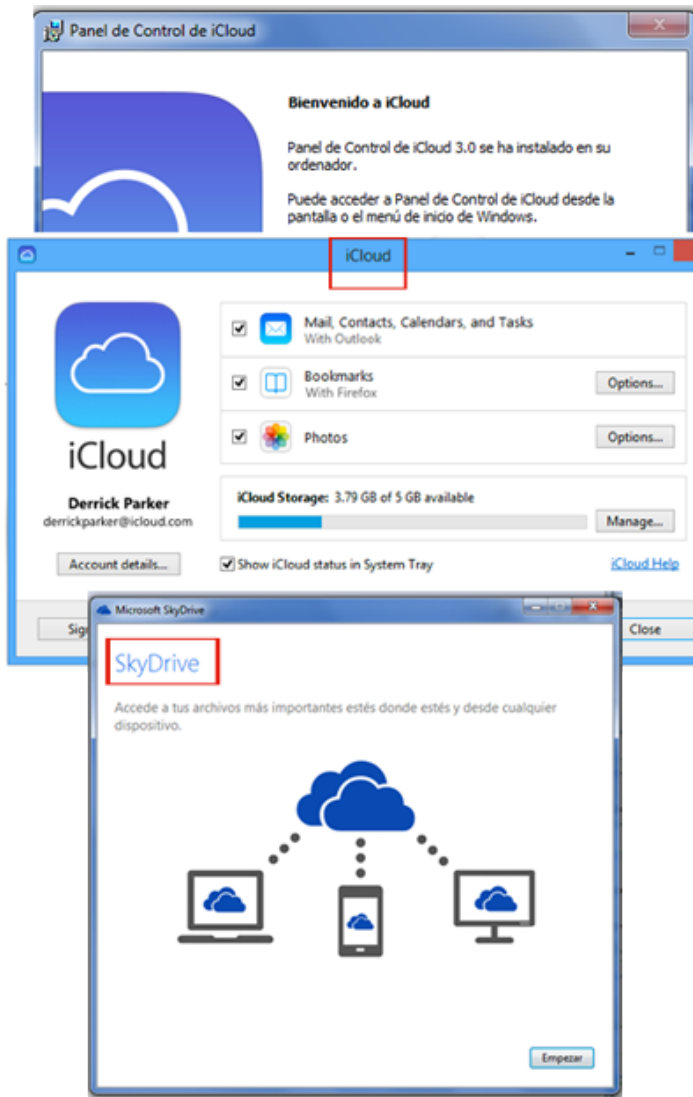 Panel de Control de iCloud
Bienvenido a iCloud
Panel de Control de iCloud 3.0 se ha instalado en su
ordenador.
Puede acceder a Panel de Control de iCloud desde la
pantalla o el menú de inicio de Windows.
iCloud
Mail, Contacts, Calendars, and Tasks
With Outlook
Bookmarks
With Firefox
Options...
Photos
Options...
iCloud
Derrick Parker
derrickparker@icloud.com
Account details...
iCloud Storage: 3.79 GB of 5 GB available
Manage...
Show iCloud status in System Tray
iCloud Help
Close
Microsoft SkyDrive
SkyDrive
Accede a tus archivos más importantes estés donde estés y desde cualquier
dispositivo.
Empezar